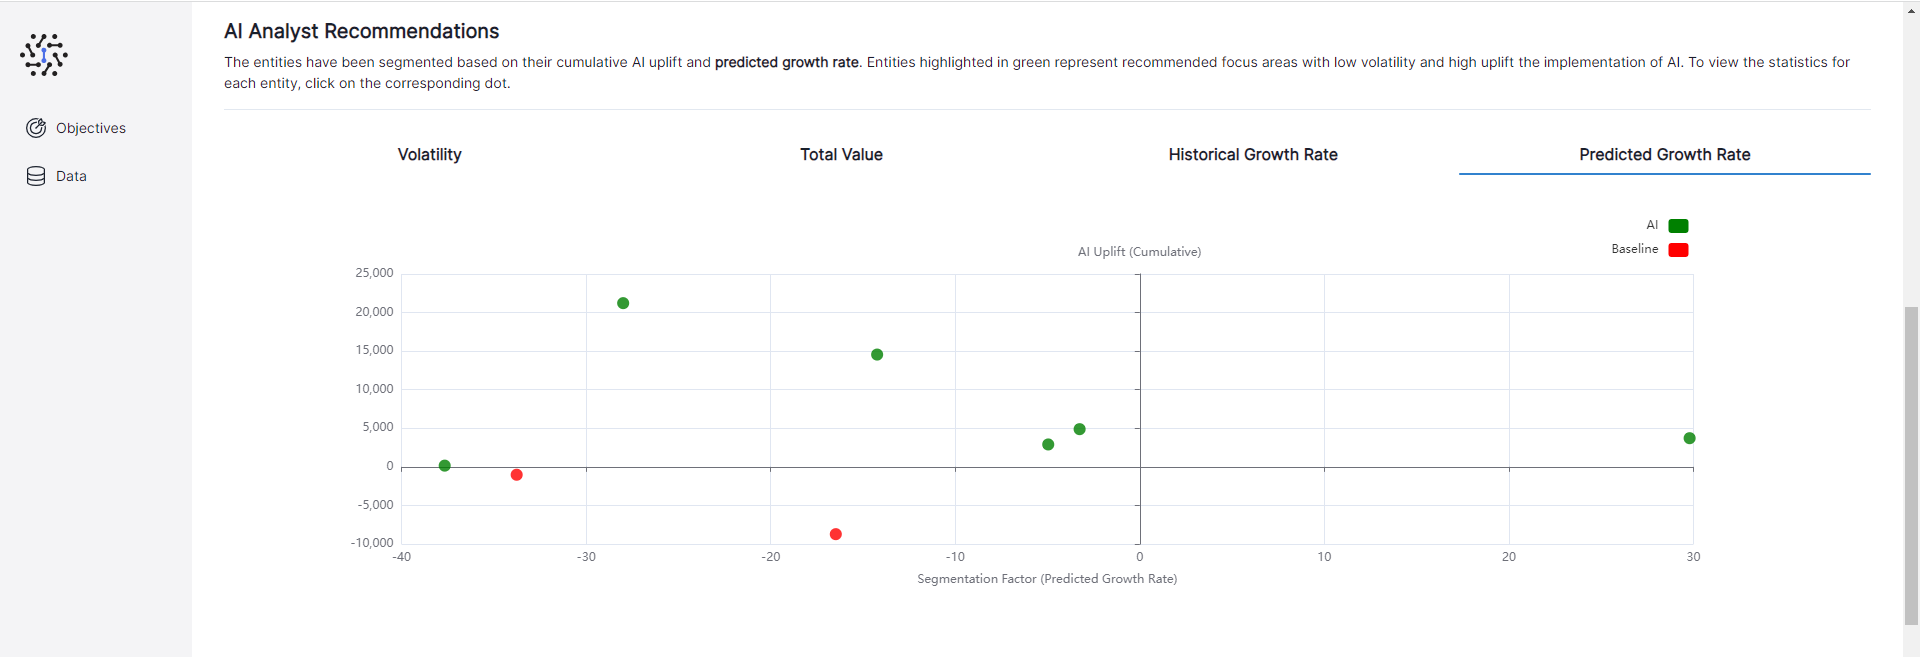 AI Analyst Recommendations
The entities have been segmented based on their cumulative AI uplift and predicted growth rate. Entities highlighted in green represent recommended focus areas with low volatility and high uplift the implementation of AI. To view the statistics for
each entity, click on the corresponding dot.
Objectives
Data
Volatility
Total Value
Historical Growth Rate
Predicted Growth Rate
AI
Baseline
AI Uplift (Cumulative)
25,000
20,000
15,000
10,000
5,000
0
-5,000
-10,000
-40
-30
-20
-10
0
10
20
30
Segmentation Factor (Predicted Growth Rate)